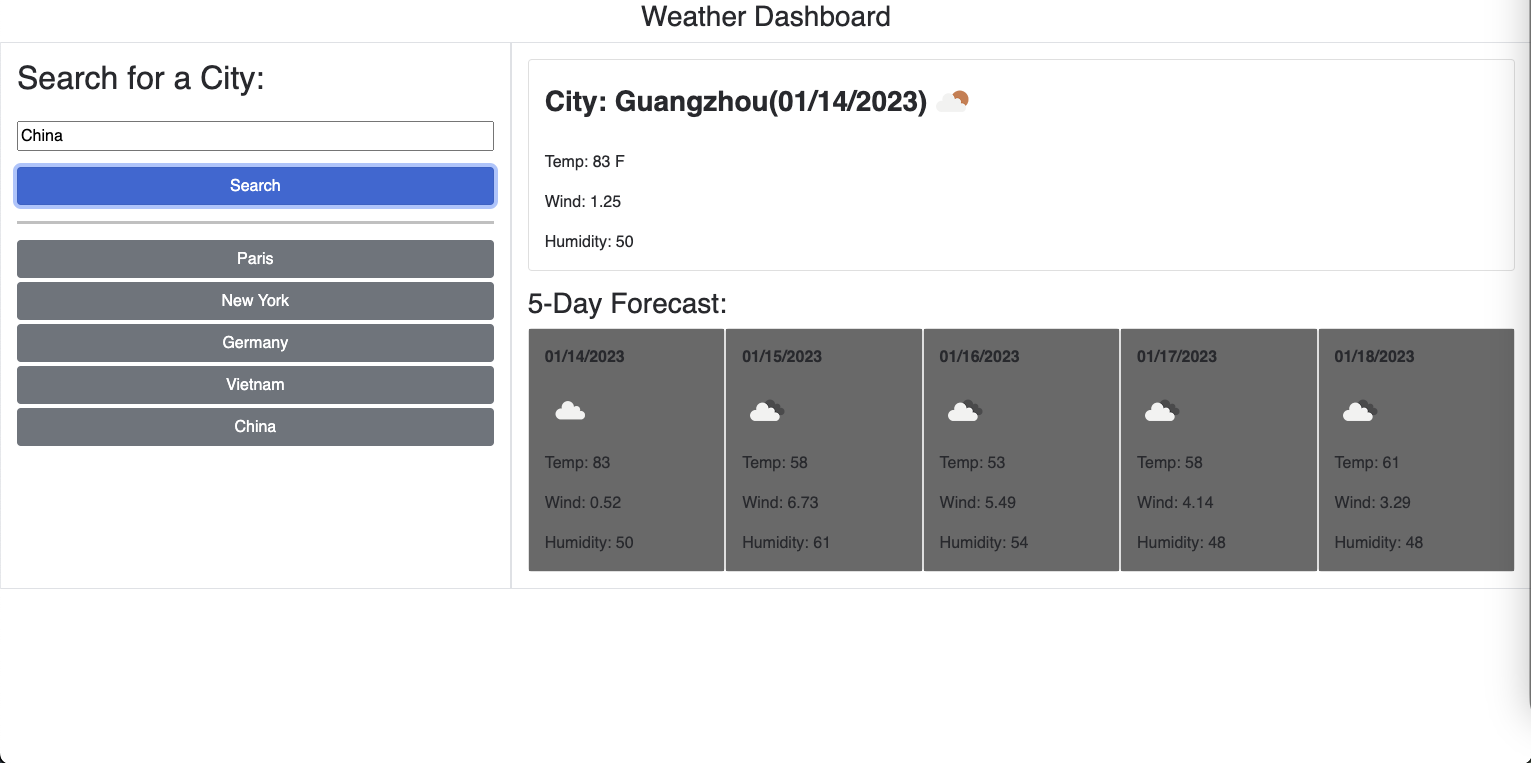 Weather Dashboard
Search for a City:
China
Search
Paris
New York
Germany
Vietnam
China
City: Guangzhou(01/14/2023)
Temp: 83 F
Wind: 1.25
Humidity: 50
5-Day Forecast:
01/14/2023
Temp: 83
Wind: 0.52
Humidity: 50
01/15/2023
Temp: 58
Wind: 6.73
Humidity: 61
01/16/2023
Temp: 53
Wind: 5.49
Humidity: 54
01/17/2023
Temp: 58
Wind: 4.14
Humidity: 48
01/18/2023
Temp: 61
Wind: 3.29
Humidity: 48